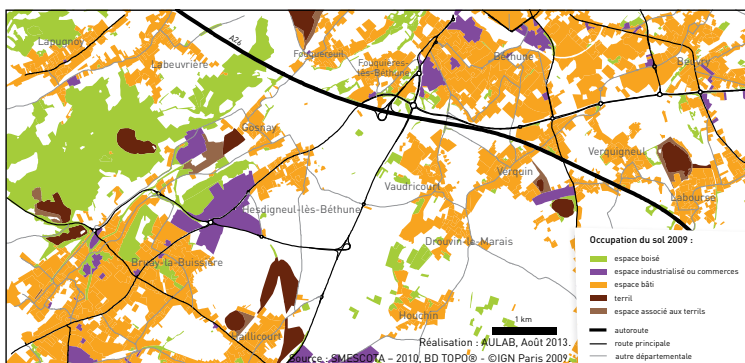 Lapugnoy
Labeuvrière
A26
Fouquereuil
Fouquières-
lès-Béthune
Béthune
Beuvry
Gosnay
Verquigneul
Verquin
Vaudricourt
Labourse
Hesdigneul-lès-Béthune
Drouvin-le-Marais
Bruay-la-Buissière
Houchin
Haillicourt
1 km
Réalisation : AULAB, Août 2013.
Source : SMESCOTA – 2010, BD TOPO® - ©IGN Paris 2009.
Occupation du sol 2009 :
espace boisé
espace industrialisé ou commerces
espace bâti
terril
espace associé aux terrils
autoroute
route principale
autre départementale